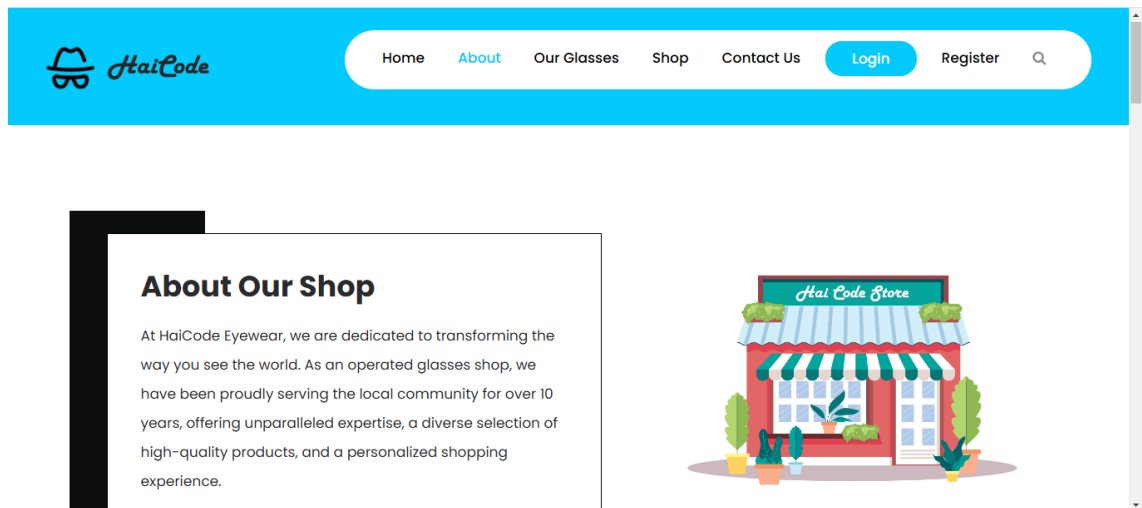 HaiCode
Home About Our Glasses Shop Contact Us Login Register
About Our Shop
At HaiCode Eyewear, we are dedicated to transforming the
way you see the world. As an operated glasses shop, we
have been proudly serving the local community for over 10
years, offering unparalleled expertise, a diverse selection of
high-quality products, and a personalized shopping
experience.
Hai Code Store